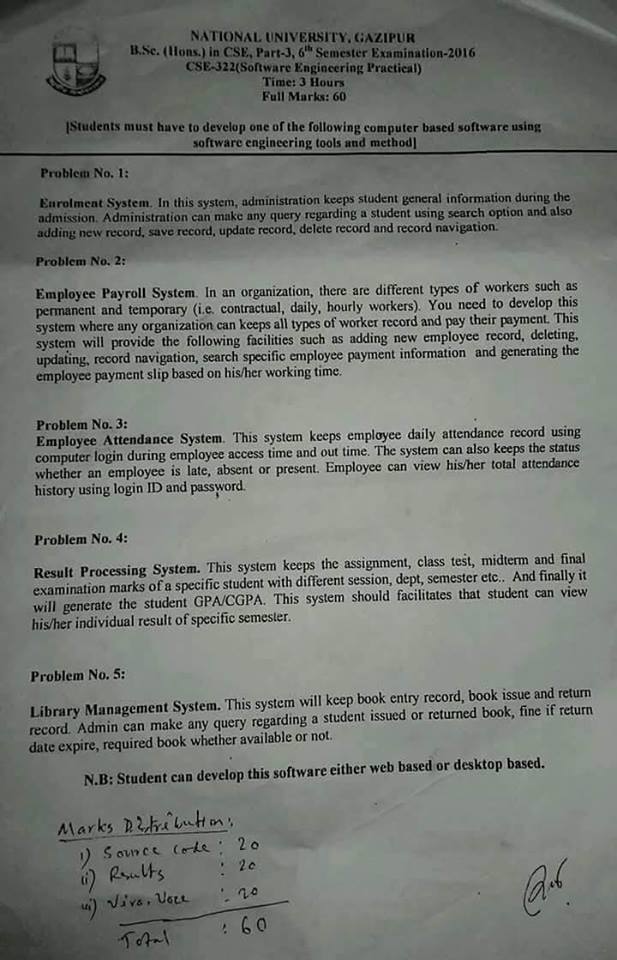 NATIONAL UNIVERSITY, GAZIPUR
B.Sc. (Hons.) in CSE, Part-3, 6th Semester Examination-2016
CSE-322(Software Engineering Practical)
Time: 3 Hours
Full Marks: 60
[Students must have to develop one of the following computer based software using
software engineering tools and method]
Problem No. 1:
Enrolment System. In this system, administration keeps student general information during the
admission. Administration can make any query regarding a student using search option and also
adding new record, save record, update record, delete record and record navigation.
Problem No. 2:
Employee Payroll System. In an organization, there are different types of workers such as
permanent and temporary (i.e. contractual, daily, hourly workers). You need to develop this
system where any organization can keeps all types of worker record and pay their payment. This
system will provide the following facilities such as adding new employee record, deleting,
updating, record navigation, search specific employee payment information and generating the
employee payment slip based on his/her working time.
Problem No. 3:
Employee Attendance System. This system keeps employee daily attendance record using
computer login during employee access time and out time. The system can also keeps the status
whether an employee is late, absent or present. Employee can view his/her total attendance
history using login ID and password.
Problem No. 4:
Result Processing System. This system keeps the assignment, class test, midterm and final
examination marks of a specific student with different session, dept, semester etc.. And finally it
will generate the student GPA/CGPA. This system should facilitates that student can view
his/her individual result of specific semester.
Problem No. 5:
Library Management System. This system will keep book entry record, book issue and return
record. Admin can make any query regarding a student issued or returned book, fine if return
date expire, required book whether available or not.
N.B: Student can develop this software either web based or desktop based.
Marks Distribution:
i) Source code : 20
ii) Results : 20
iii) Viva-Voce : 20
Total : 60